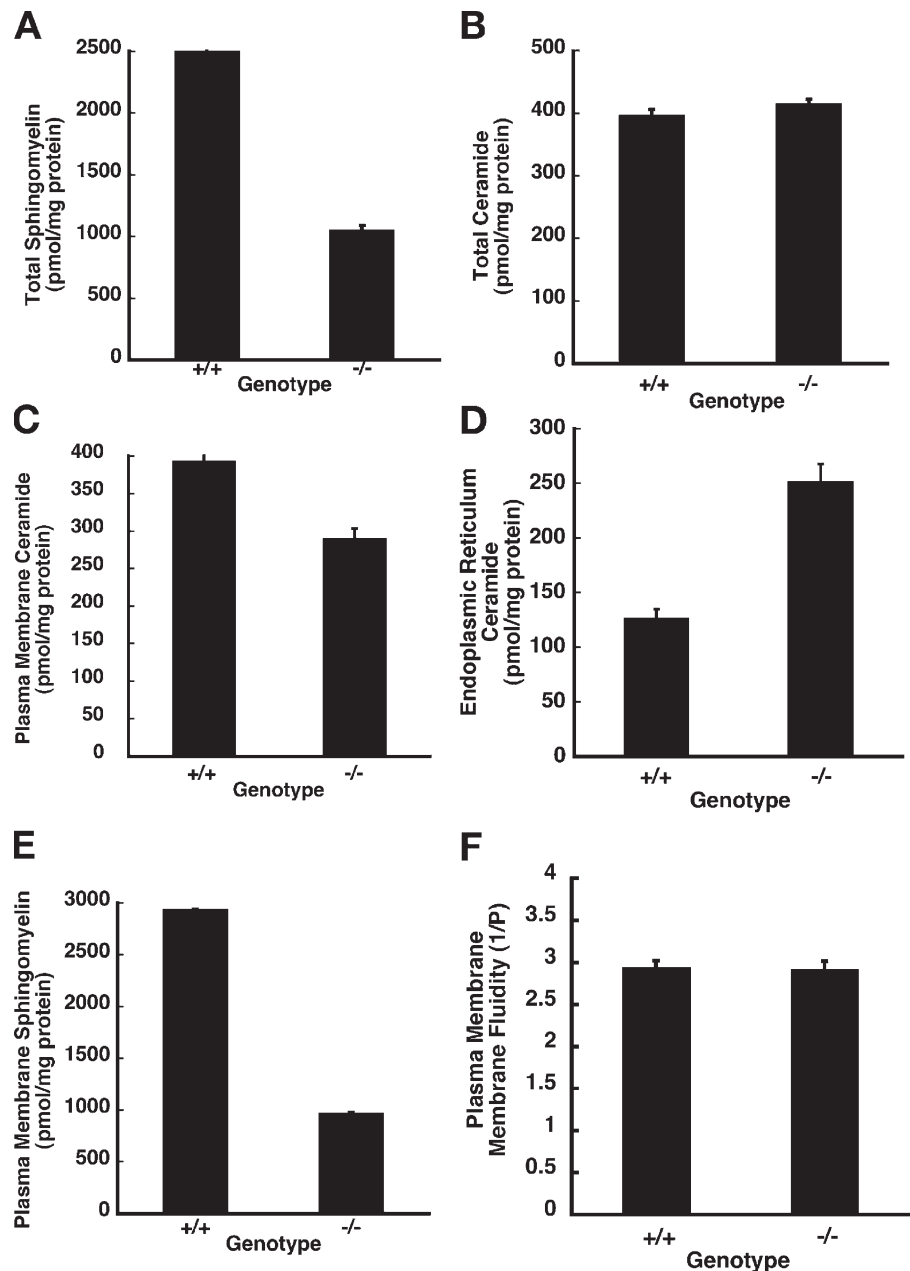 A
2500
2000
1500
1000
500
0
Total Sphingomyelin
(pmol/mg protein)
+/+
-/-
Genotype
B
500
400
300
200
100
0
Total Ceramide
(pmol/mg protein)
+/+
-/-
Genotype
C
400
350
300
250
200
150
100
50
0
Plasma Membrane Ceramide
(pmol/mg protein)
+/+
-/-
Genotype
D
300
250
200
150
100
50
0
Endoplasmic Reticulum
Ceramide
(pmol/mg protein)
+/+
-/-
Genotype
E
3000
2500
2000
1500
1000
500
0
Plasma Membrane Sphingomyelin
(pmol/mg protein)
+/+
-/-
Genotype
F
4
3.5
3
2.5
2
1.5
1
0.5
0
Plasma Membrane
Membrane Fluidity (1/P)
+/+
-/-
Genotype